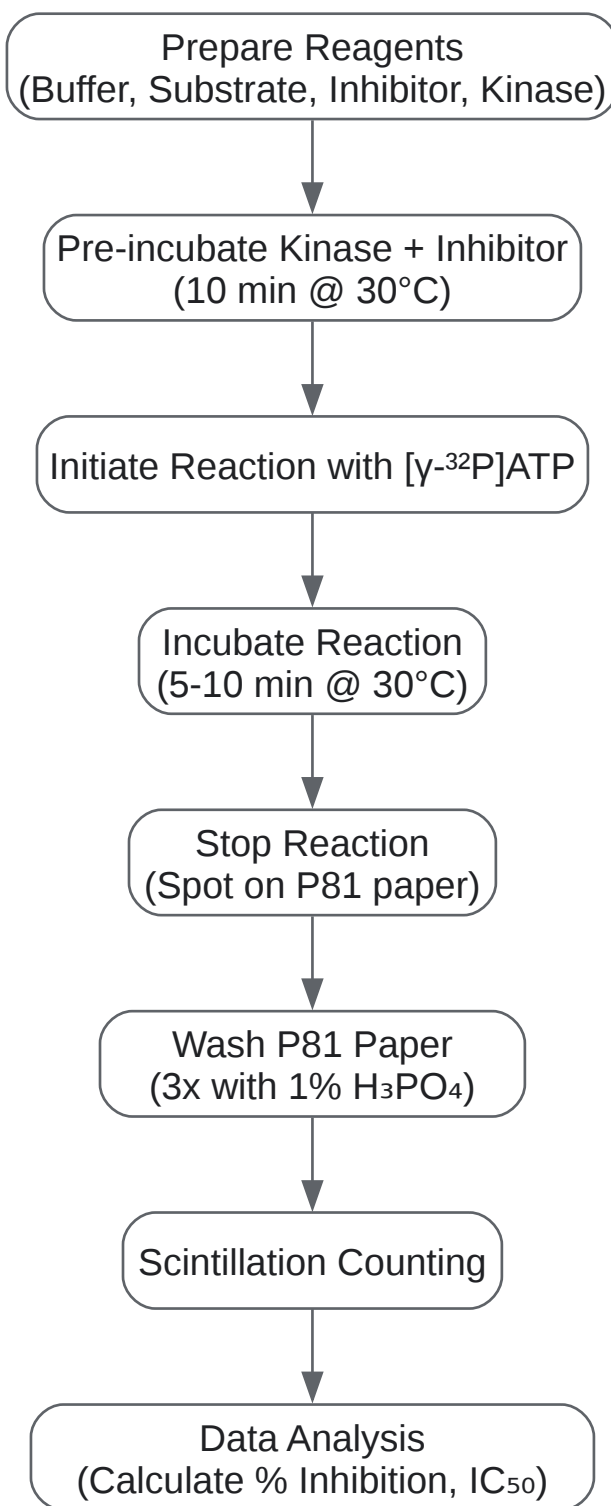 Prepare Reagents
(Buffer, Substrate, Inhibitor, Kinase)
Pre-incubate Kinase + Inhibitor
(10 min @ 30°C)
Initiate Reaction with [γ-³²P]ATP
Incubate Reaction
(5-10 min @ 30°C)
Stop Reaction
(Spot on P81 paper)
Wash P81 Paper
(3x with 1% H₃PO₄)
Scintillation Counting
Data Analysis
(Calculate % Inhibition, IC₅₀)